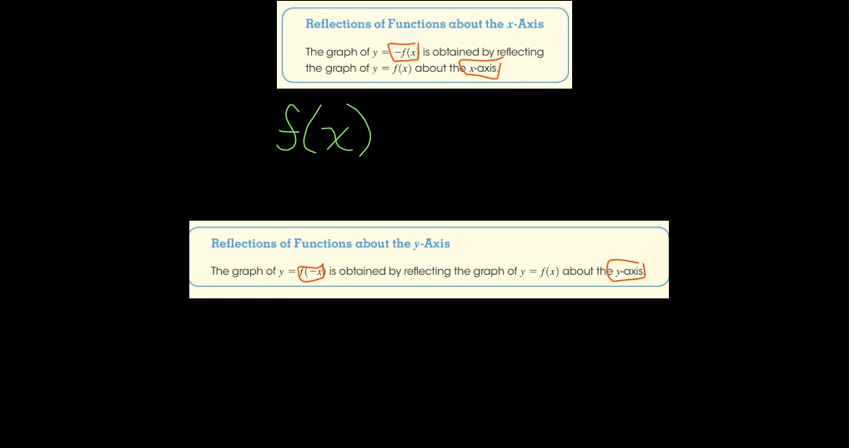 Reflections of Functions about the x-Axis
The graph of y = −f(x) is obtained by reflecting
the graph of y = f(x) about the x-axis.
f(x)
Reflections of Functions about the y-Axis
The graph of y = f(−x) is obtained by reflecting the graph of y = f(x) about the y-axis.